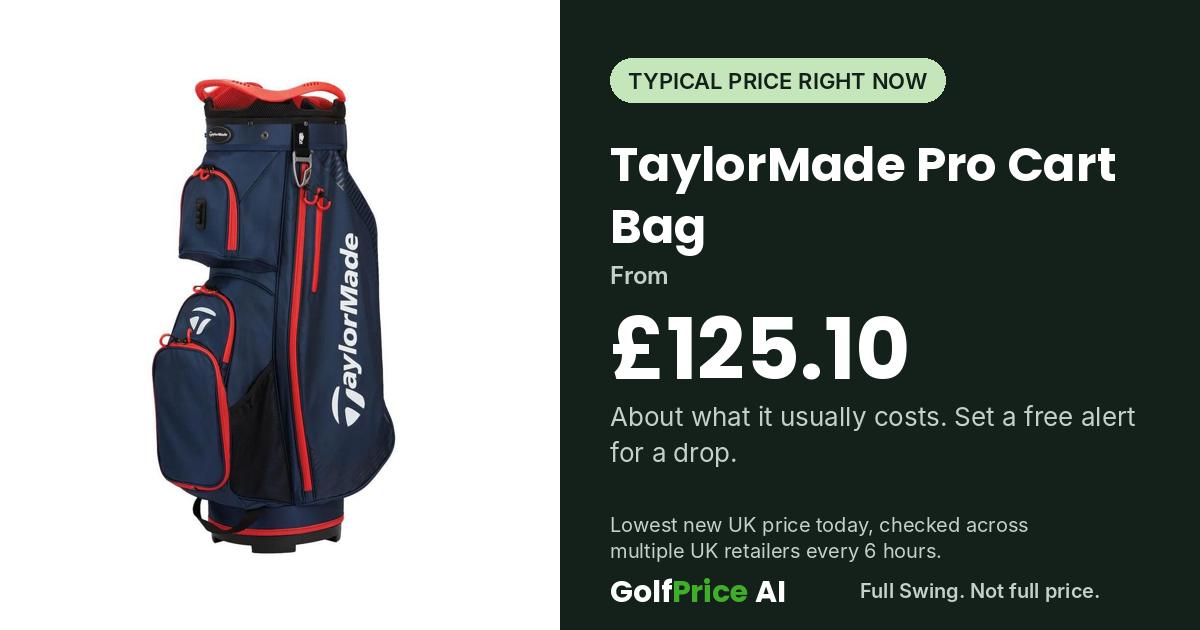 TaylorMade
TaylorMade
TYPICAL PRICE RIGHT NOW
TaylorMade Pro Cart
Bag
From
£125.10
About what it usually costs. Set a free alert
for a drop.
Lowest new UK price today, checked across
multiple UK retailers every 6 hours.
GolfPrice AI
Full Swing. Not full price.